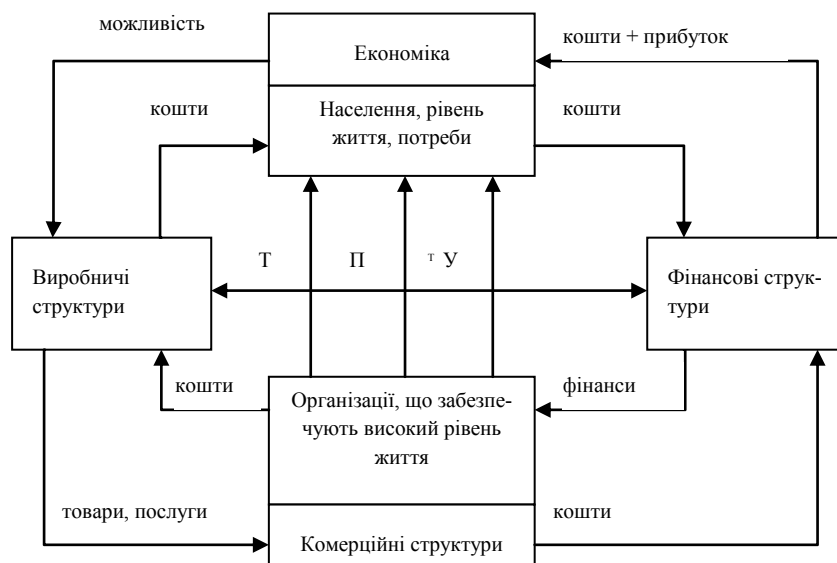 можливість
Економіка
кошти + прибуток
кошти
Населення, рівень
життя, потреби
кошти
Т
П
т У
Виробничі
структури
Фінансові струк-
тури
кошти
Організації, що забезпе-
чують високий рівень
життя
фінанси
товари, послуги
Комерційні структури
кошти